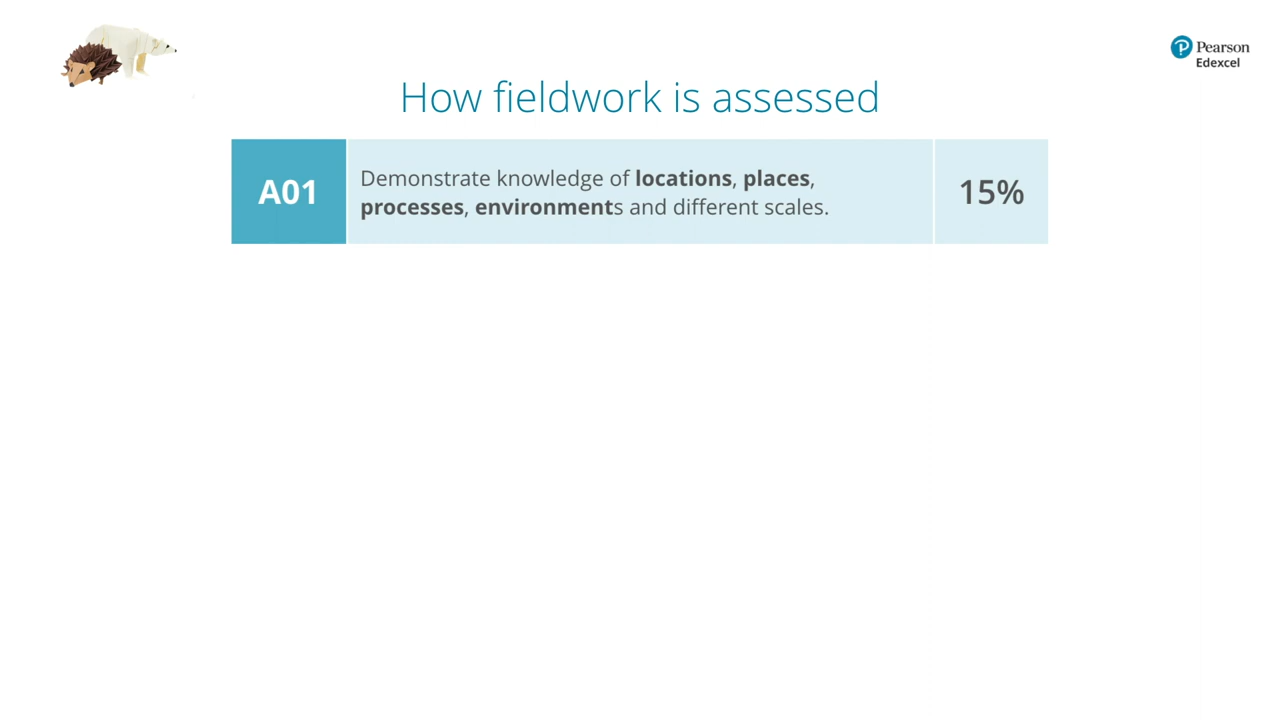 Pearson
Edexcel
How fieldwork is assessed
A01
Demonstrate knowledge of locations, places,
processes, environments and different scales.
15%